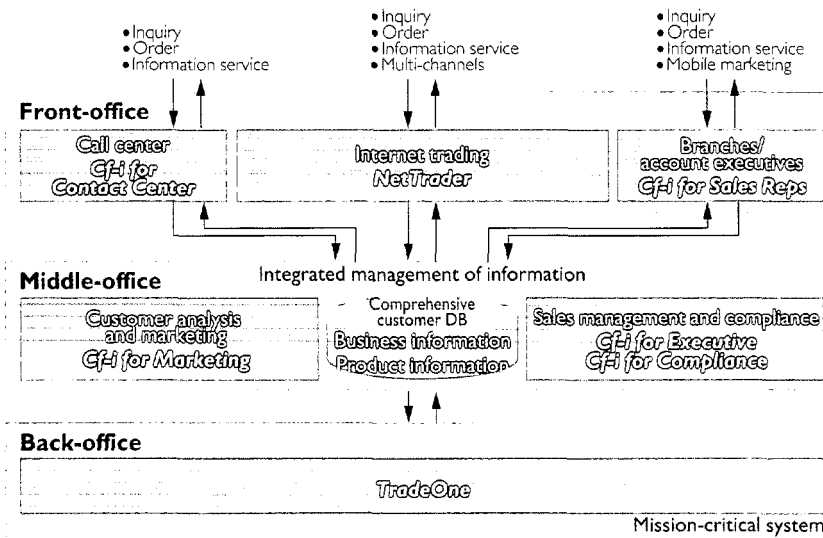 • Inquiry
• Order
• Information service
• Inquiry
• Order
• Information service
• Multi-channels
• Inquiry
• Order
• Information service
• Mobile marketing
Front-office
Call center
Cf-i for
Contact Center
Internet trading
NetTrader
Branches/
account executives
Cf-i for Sales Reps
Integrated management of information
Middle-office
Customer analysis
and marketing
Cf-i for Marketing
Comprehensive
customer DB
Business information
Product information
Sales management and compliance
Cf-i for Executive
Cf-i for Compliance
Back-office
TradeOne
Mission-critical system